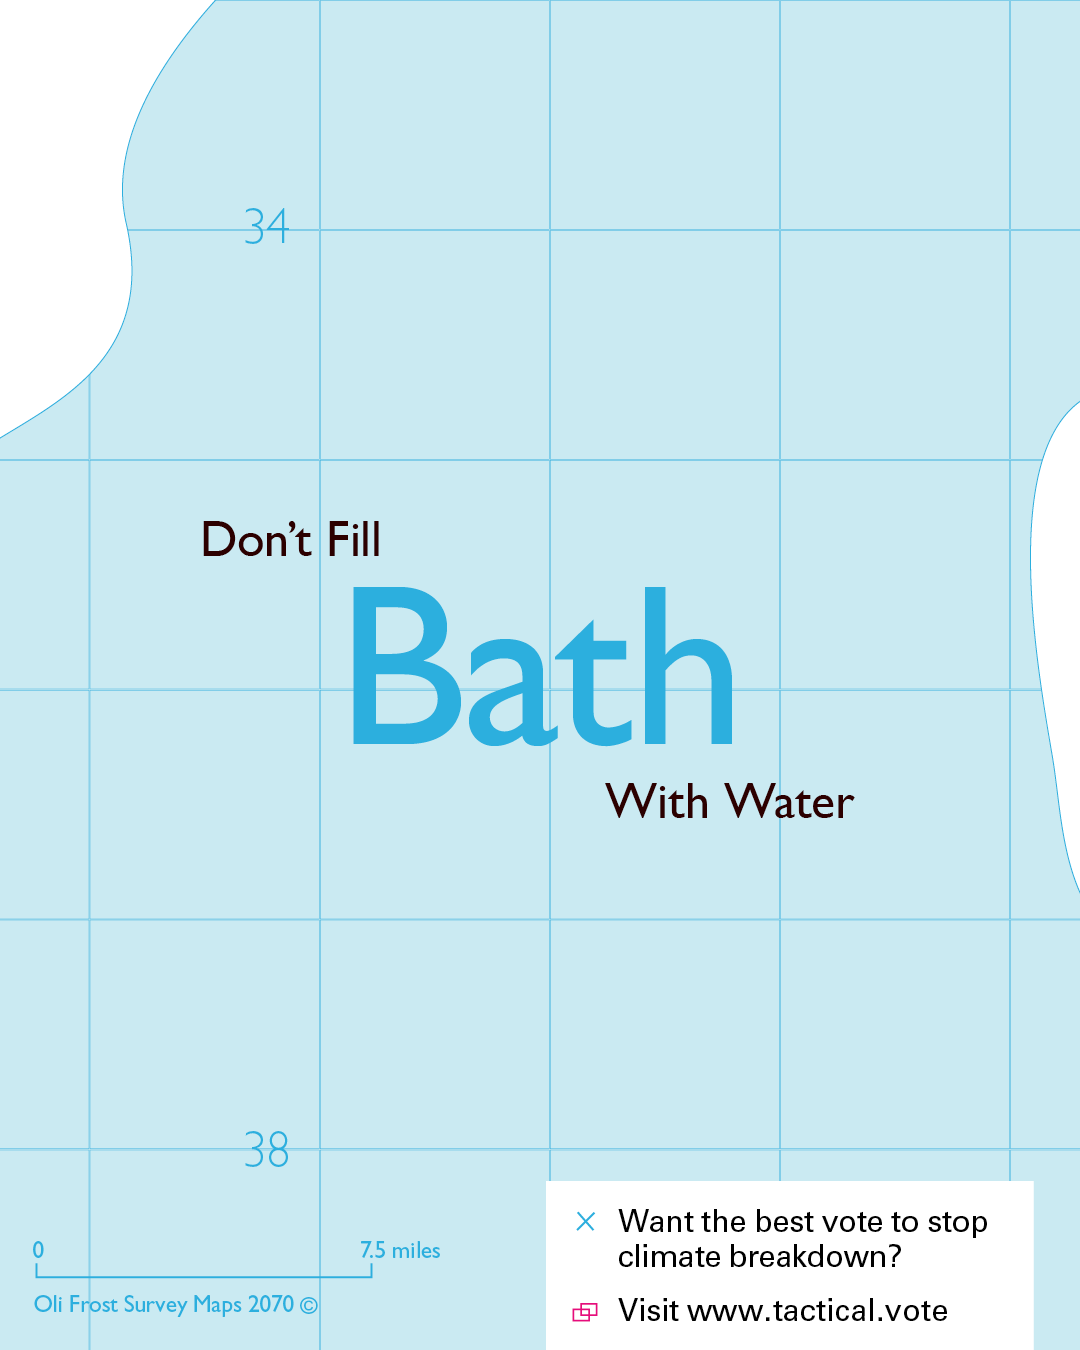 34
Don’t Fill
Bath
With Water
38
0 7.5 miles
Oli Frost Survey Maps 2070 ©
Want the best vote to stop
climate breakdown?
Visit www.tactical.vote